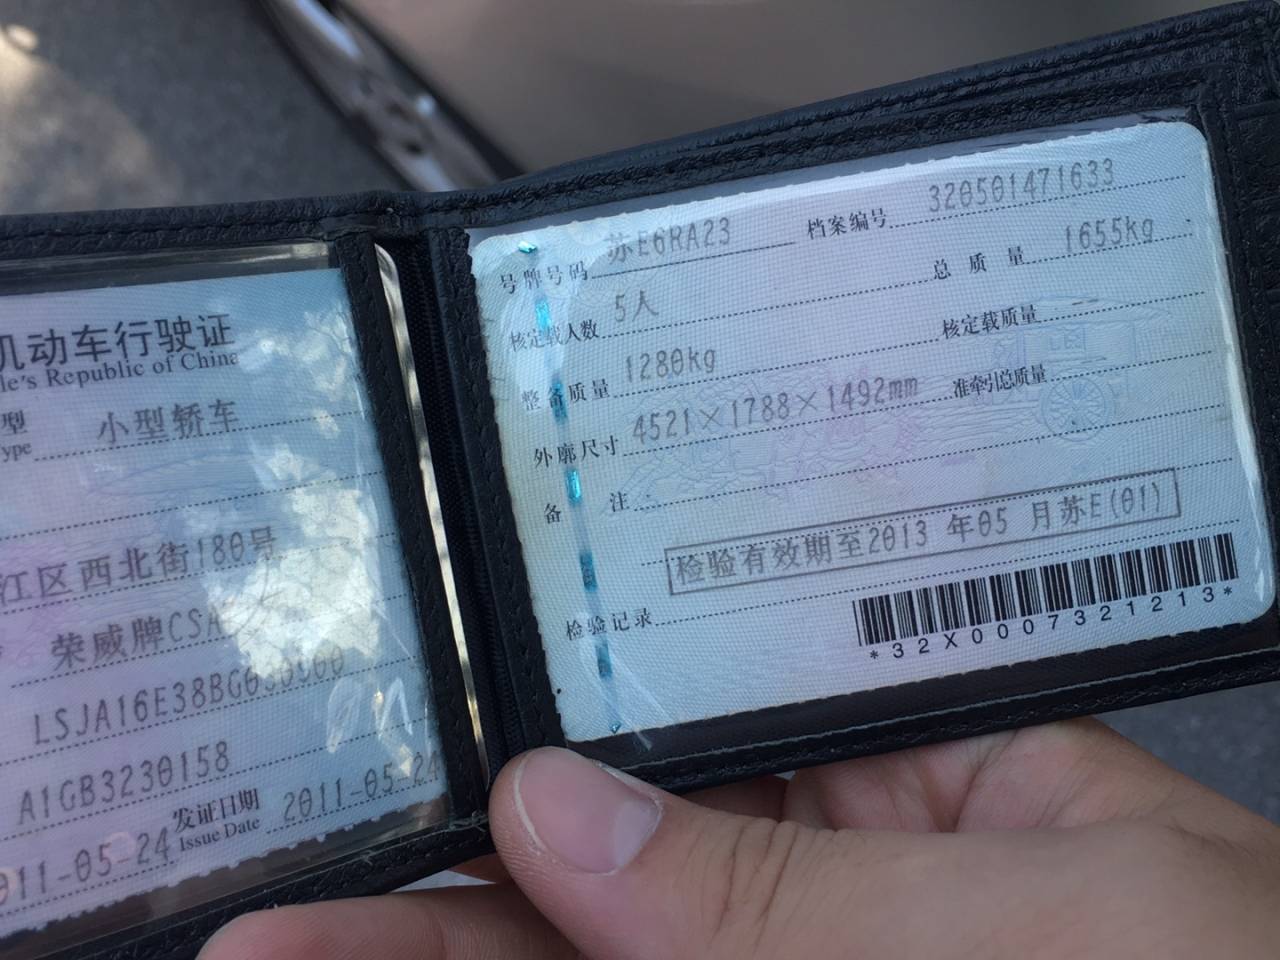 机动车行驶证
le's Republic of China
型 小型轿车
ype
江区西北街180号
荣威牌CSA
LSJA16E38BG
A1GB3230158
011-05-24 发证日期 2011-05-24
Issue Date
号牌号码 苏E6RA23 档案编号 320501471633
核定载人数 5人 总质量 1655kg
整备质量 1280kg 核定载质量 --
外廓尺寸 4521×1788×1492mm 准牵引总质量
备注
检验有效期至2013 年05 月苏E(01)
检验记录
*32X0007321213*